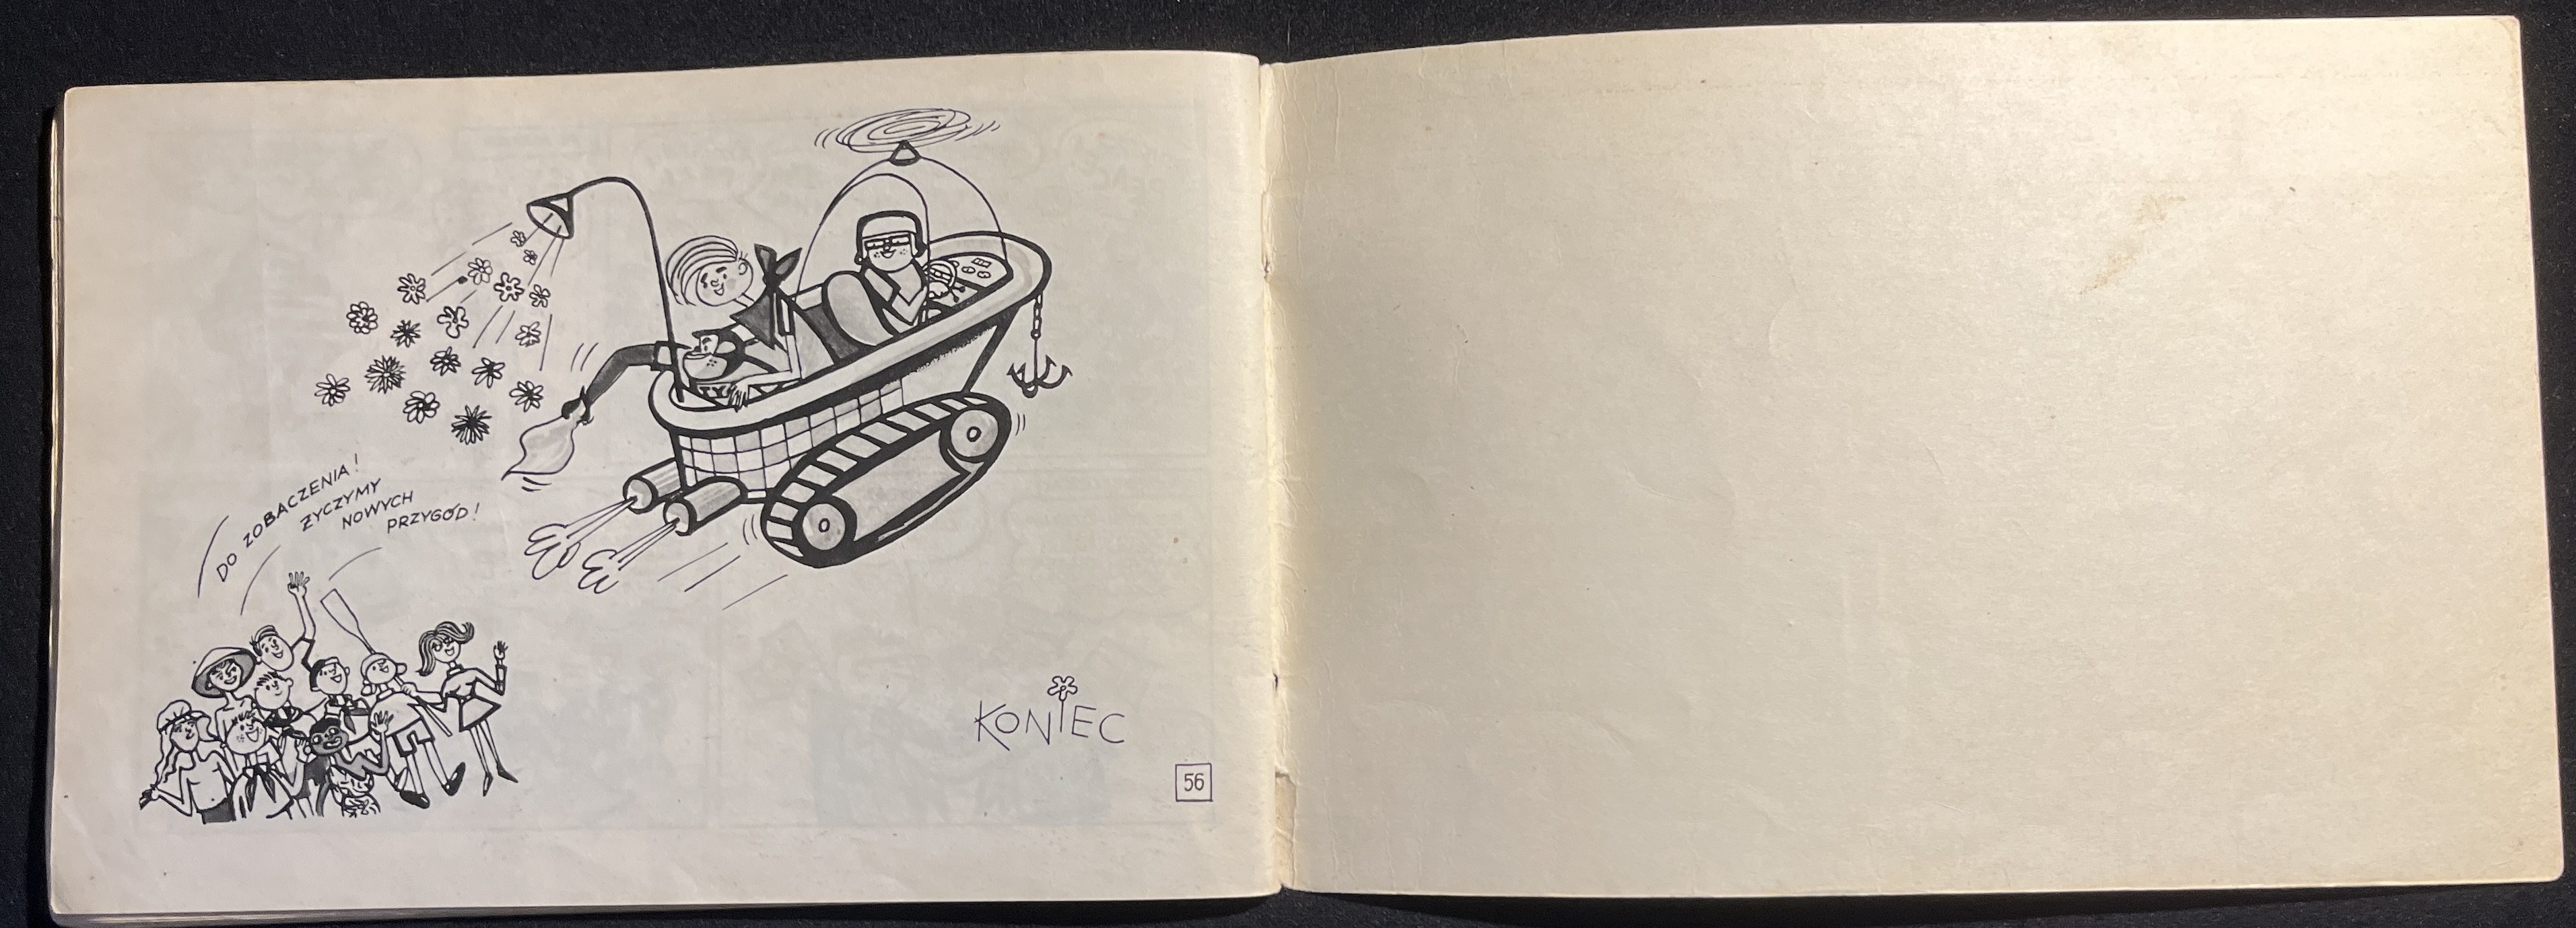 DO ZOBACZENIA!
ŻYCZYMY
NOWYCH
PRZYGÓD!
KONIEC
56